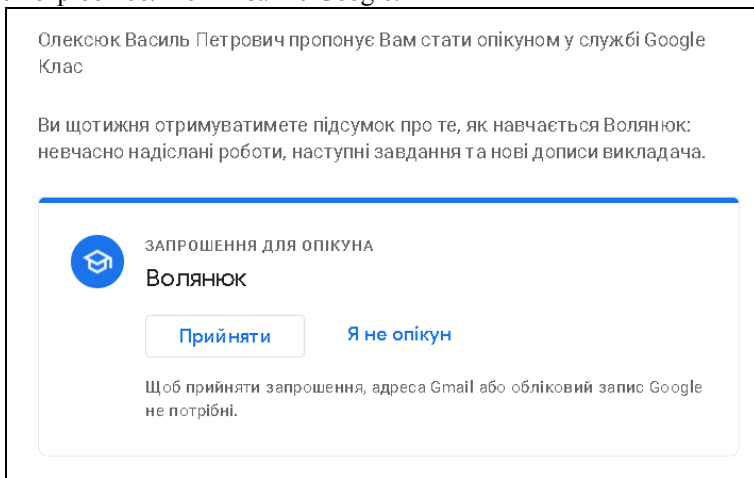 Олексюк Василь Петрович пропонує Вам стати опікуном у службі Google
Клас
Ви щотижня отримуватимете підсумок про те, як навчається Волянюк:
невчасно надіслані роботи, наступні завдання та нові дописи викладача.
ЗАПРОШЕННЯ ДЛЯ ОПІКУНА
Волянюк
Прийняти Я не опікун
Щоб прийняти запрошення, адреса Gmail або обліковий запис Google
не потрібні.